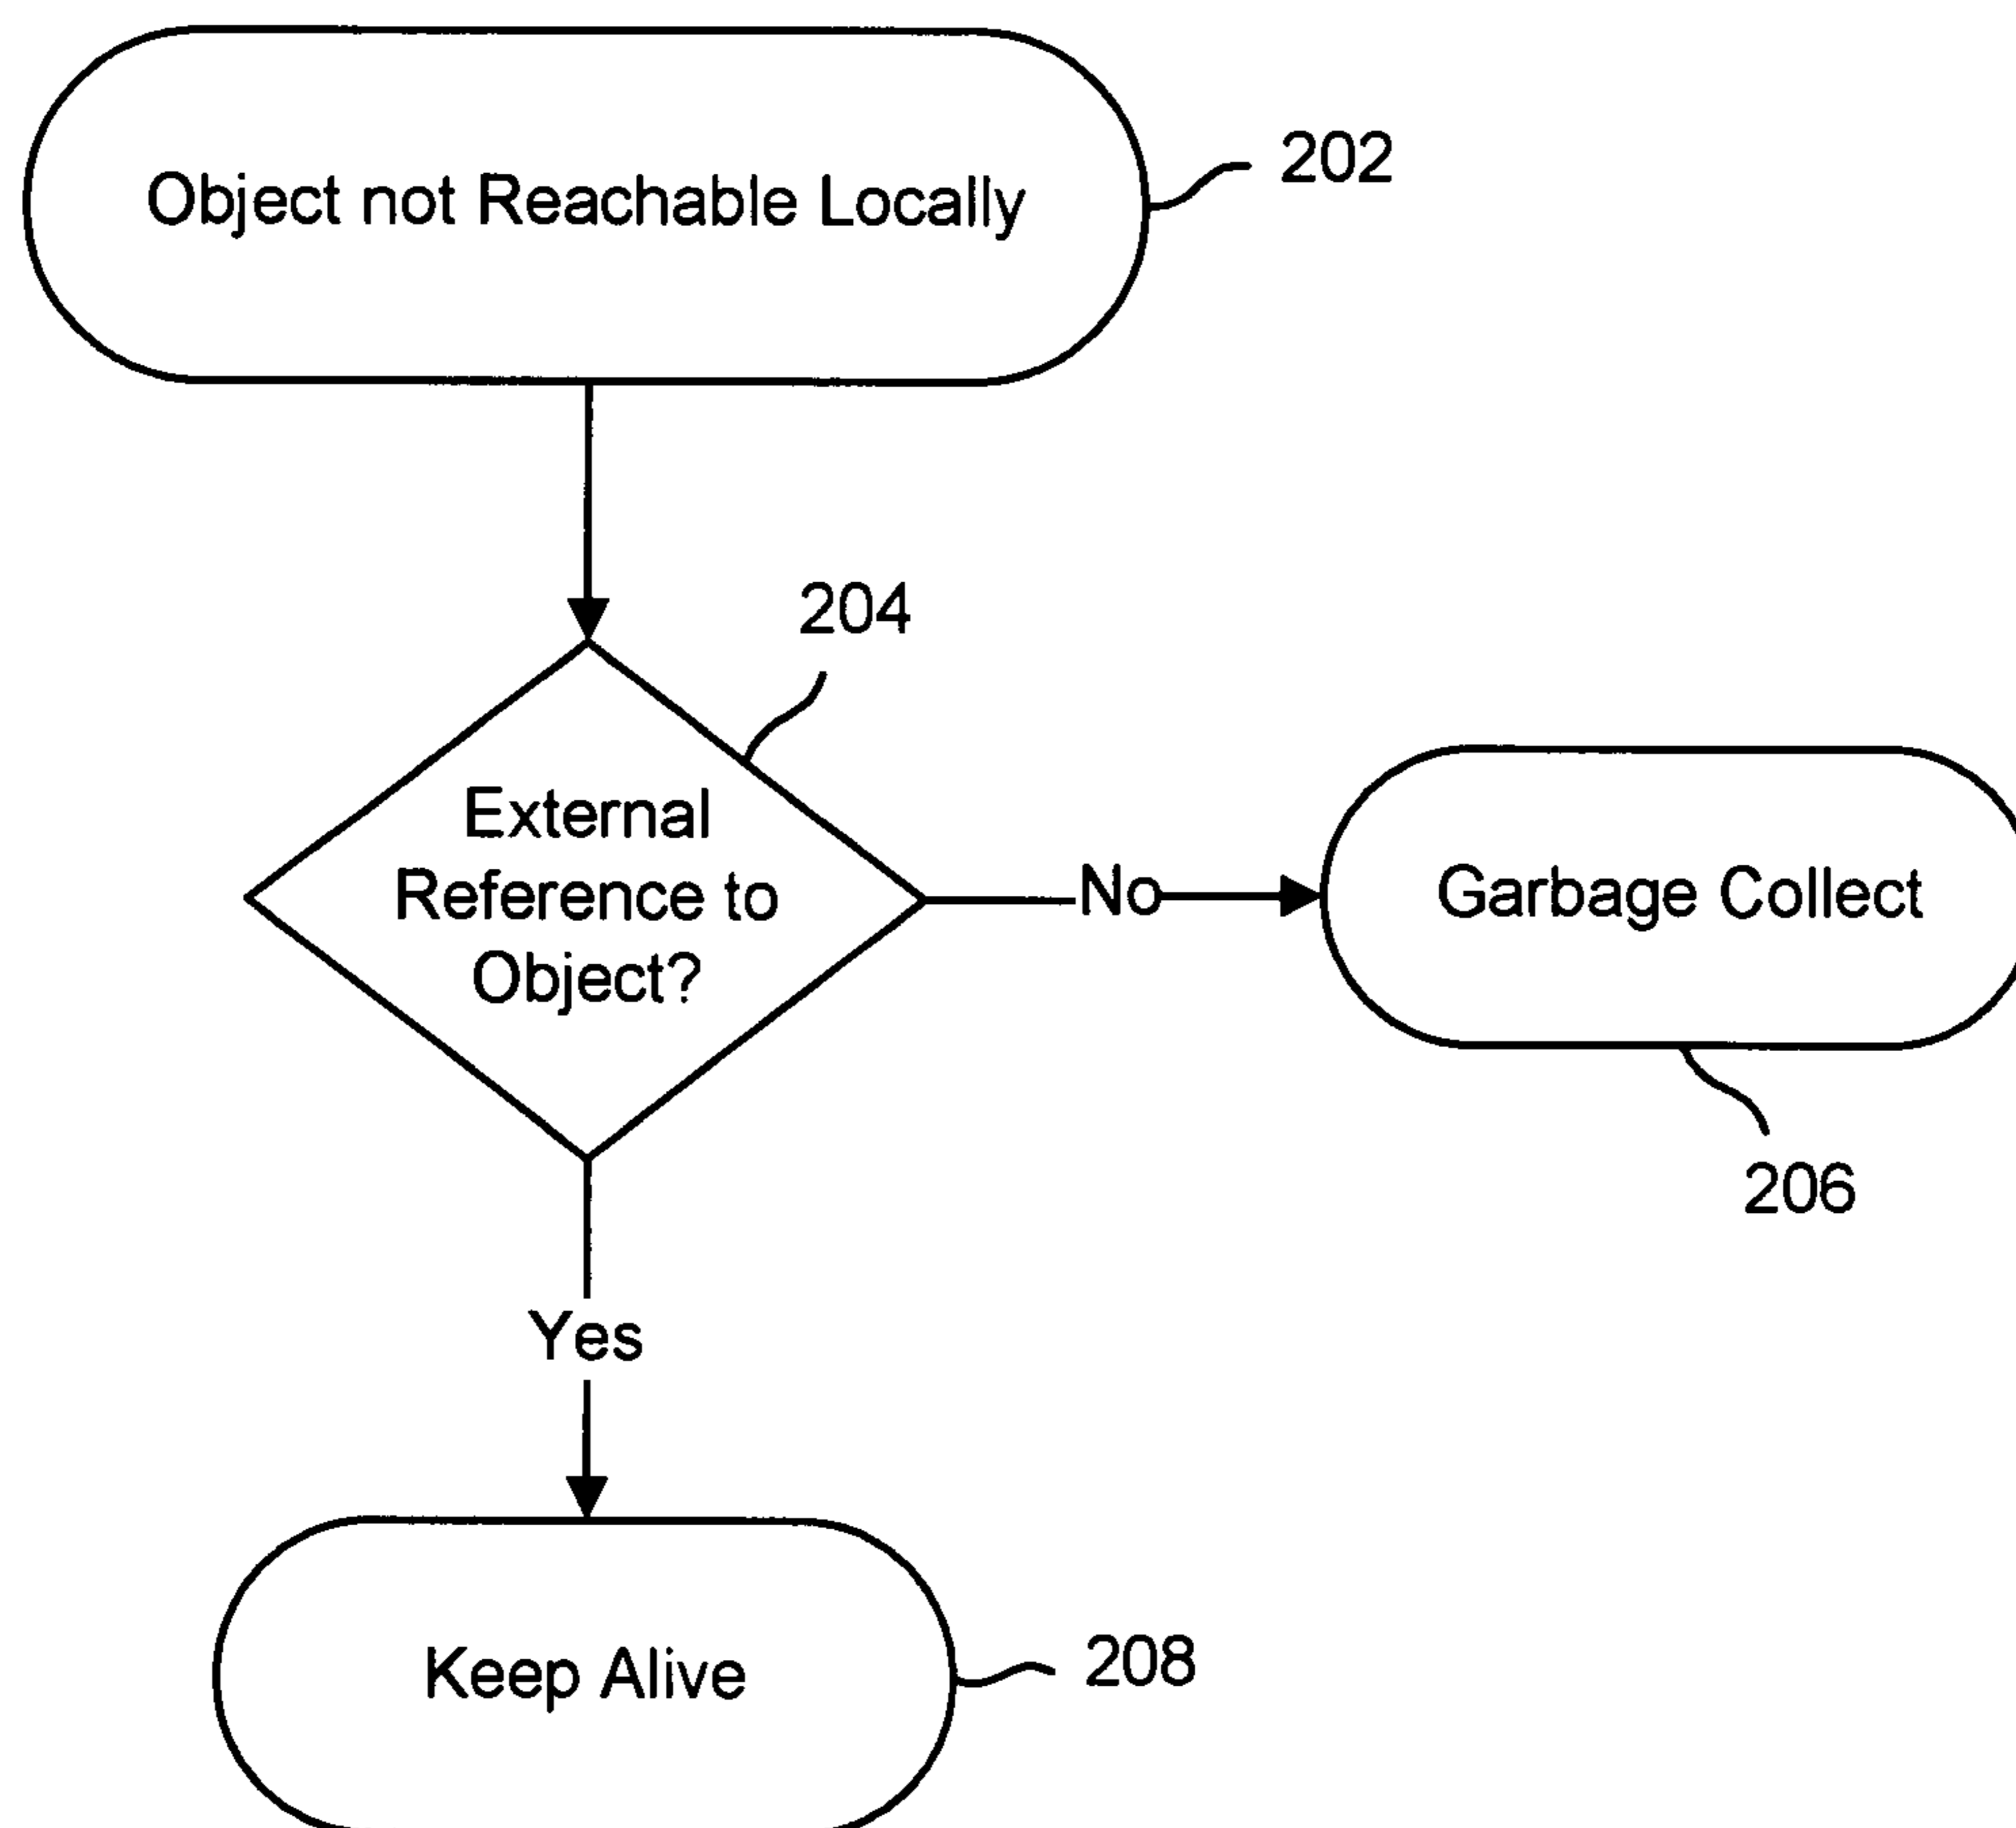 Object not Reachable Locally
202
204
External
Reference to
Object?
No
Garbage Collect
206
Yes
Keep Alive
208